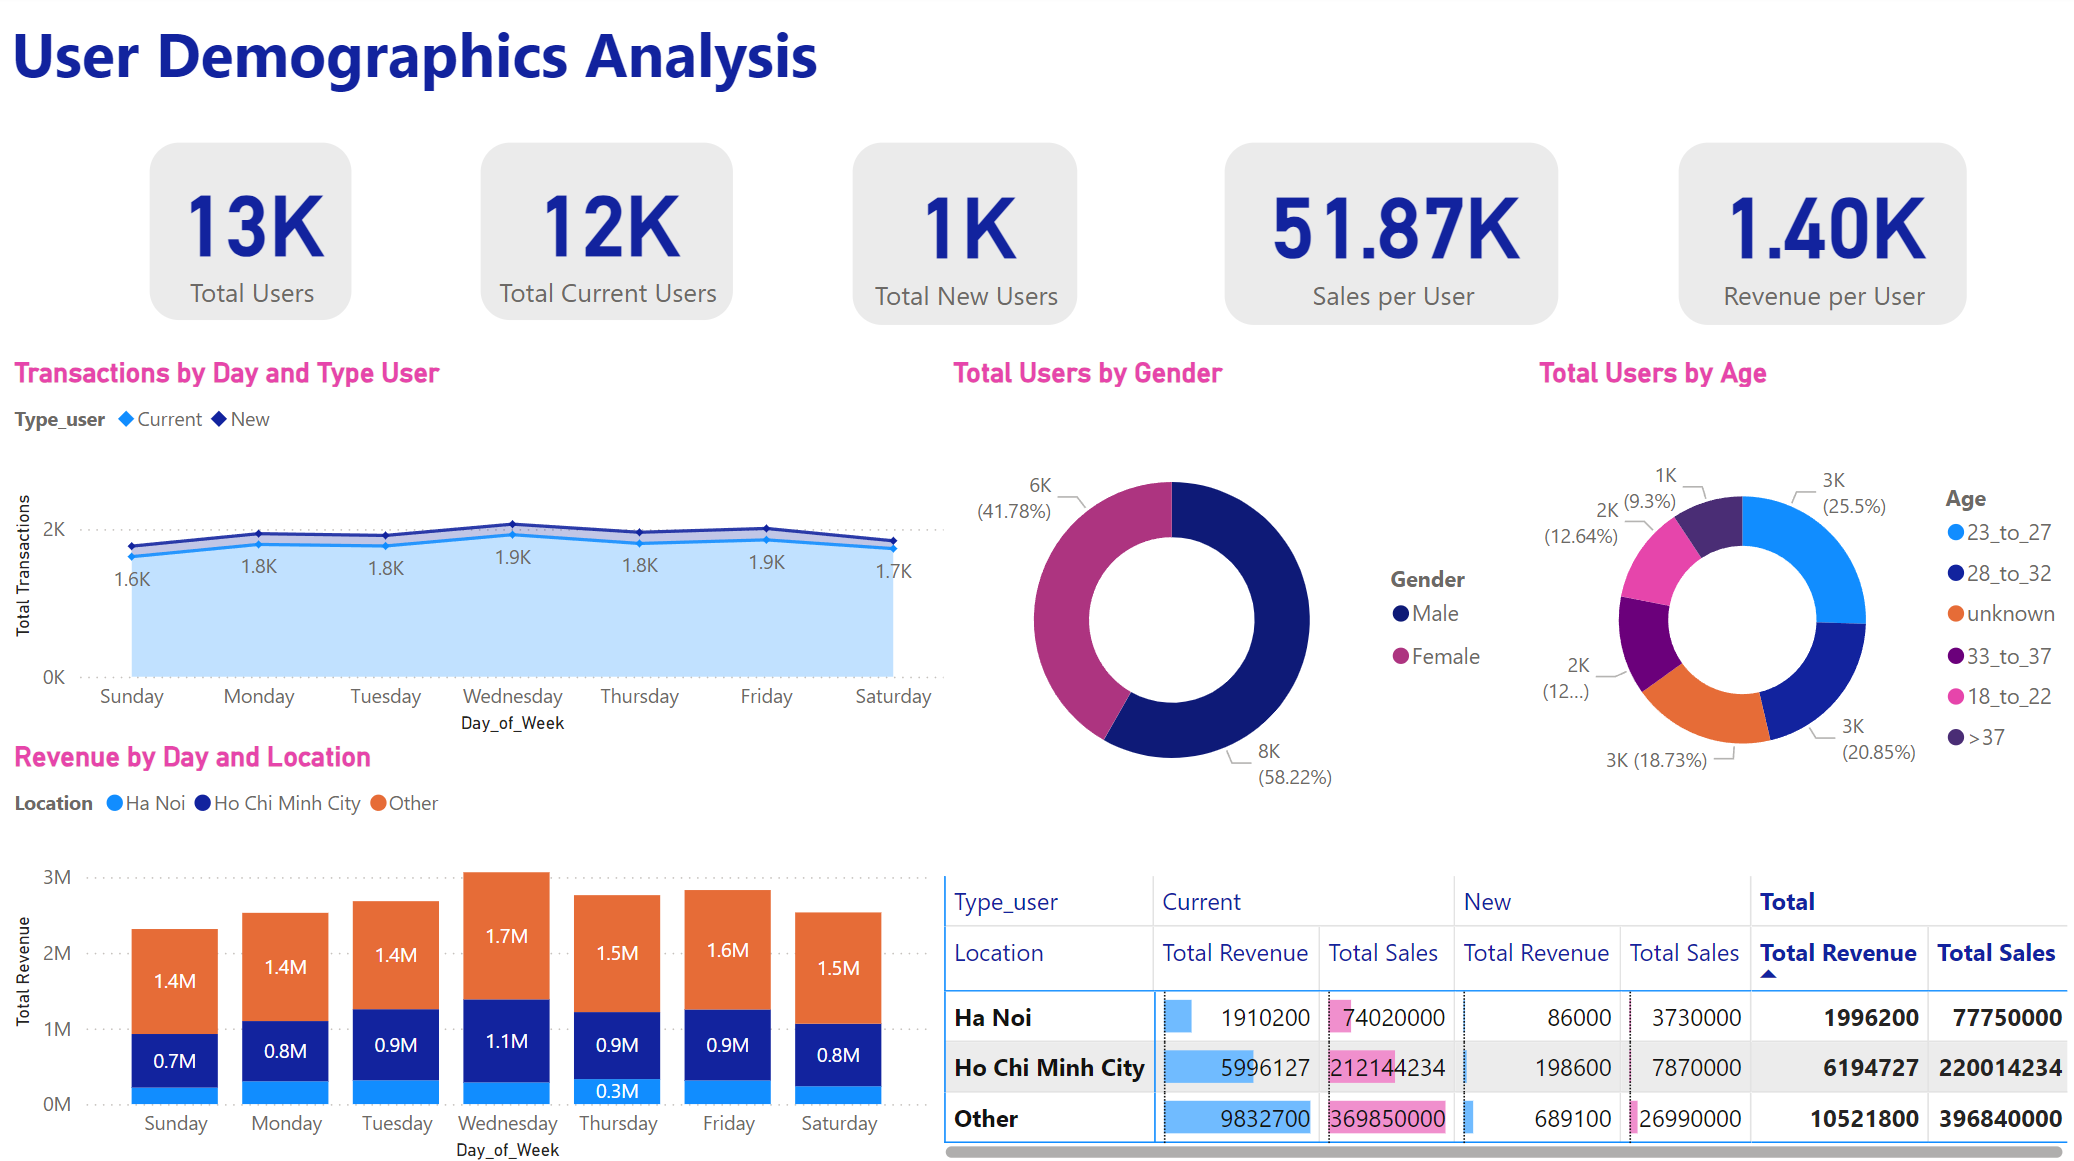 User Demographics Analysis
13K
Total Users
12K
Total Current Users
1K
Total New Users
51.87K
Sales per User
1.40K
Revenue per User
Transactions by Day and Type User
Type_user Current New
Total Transactions
2K
0K
1.6K 1.8K 1.8K 1.9K 1.8K 1.9K 1.7K
Sunday Monday Tuesday Wednesday Thursday Friday Saturday
Day_of_Week
Total Users by Gender
6K
(41.78%)
8K
(58.22%)
Gender
Male
Female
Total Users by Age
1K
(9.3%)
3K
(25.5%)
2K
(12.64%)
2K
(12...)
3K (18.73%)
3K
(20.85%)
Age
23_to_27
28_to_32
unknown
33_to_37
18_to_22
>37
Revenue by Day and Location
Location Ha Noi Ho Chi Minh City Other
Total Revenue
3M
2M
1M
0M
1.4M 1.4M 1.4M 1.7M 1.5M 1.6M 1.5M
0.7M 0.8M 0.9M 1.1M 0.9M 0.9M 0.8M
0.3M
Sunday Monday Tuesday Wednesday Thursday Friday Saturday
Day_of_Week
Type_user Current New Total
Location Total Revenue Total Sales Total Revenue Total Sales Total Revenue Total Sales
Ha Noi 1910200 74020000 86000 3730000 1996200 77750000
Ho Chi Minh City 5996127 212144234 198600 7870000 6194727 220014234
Other 9832700 369850000 689100 26990000 10521800 396840000